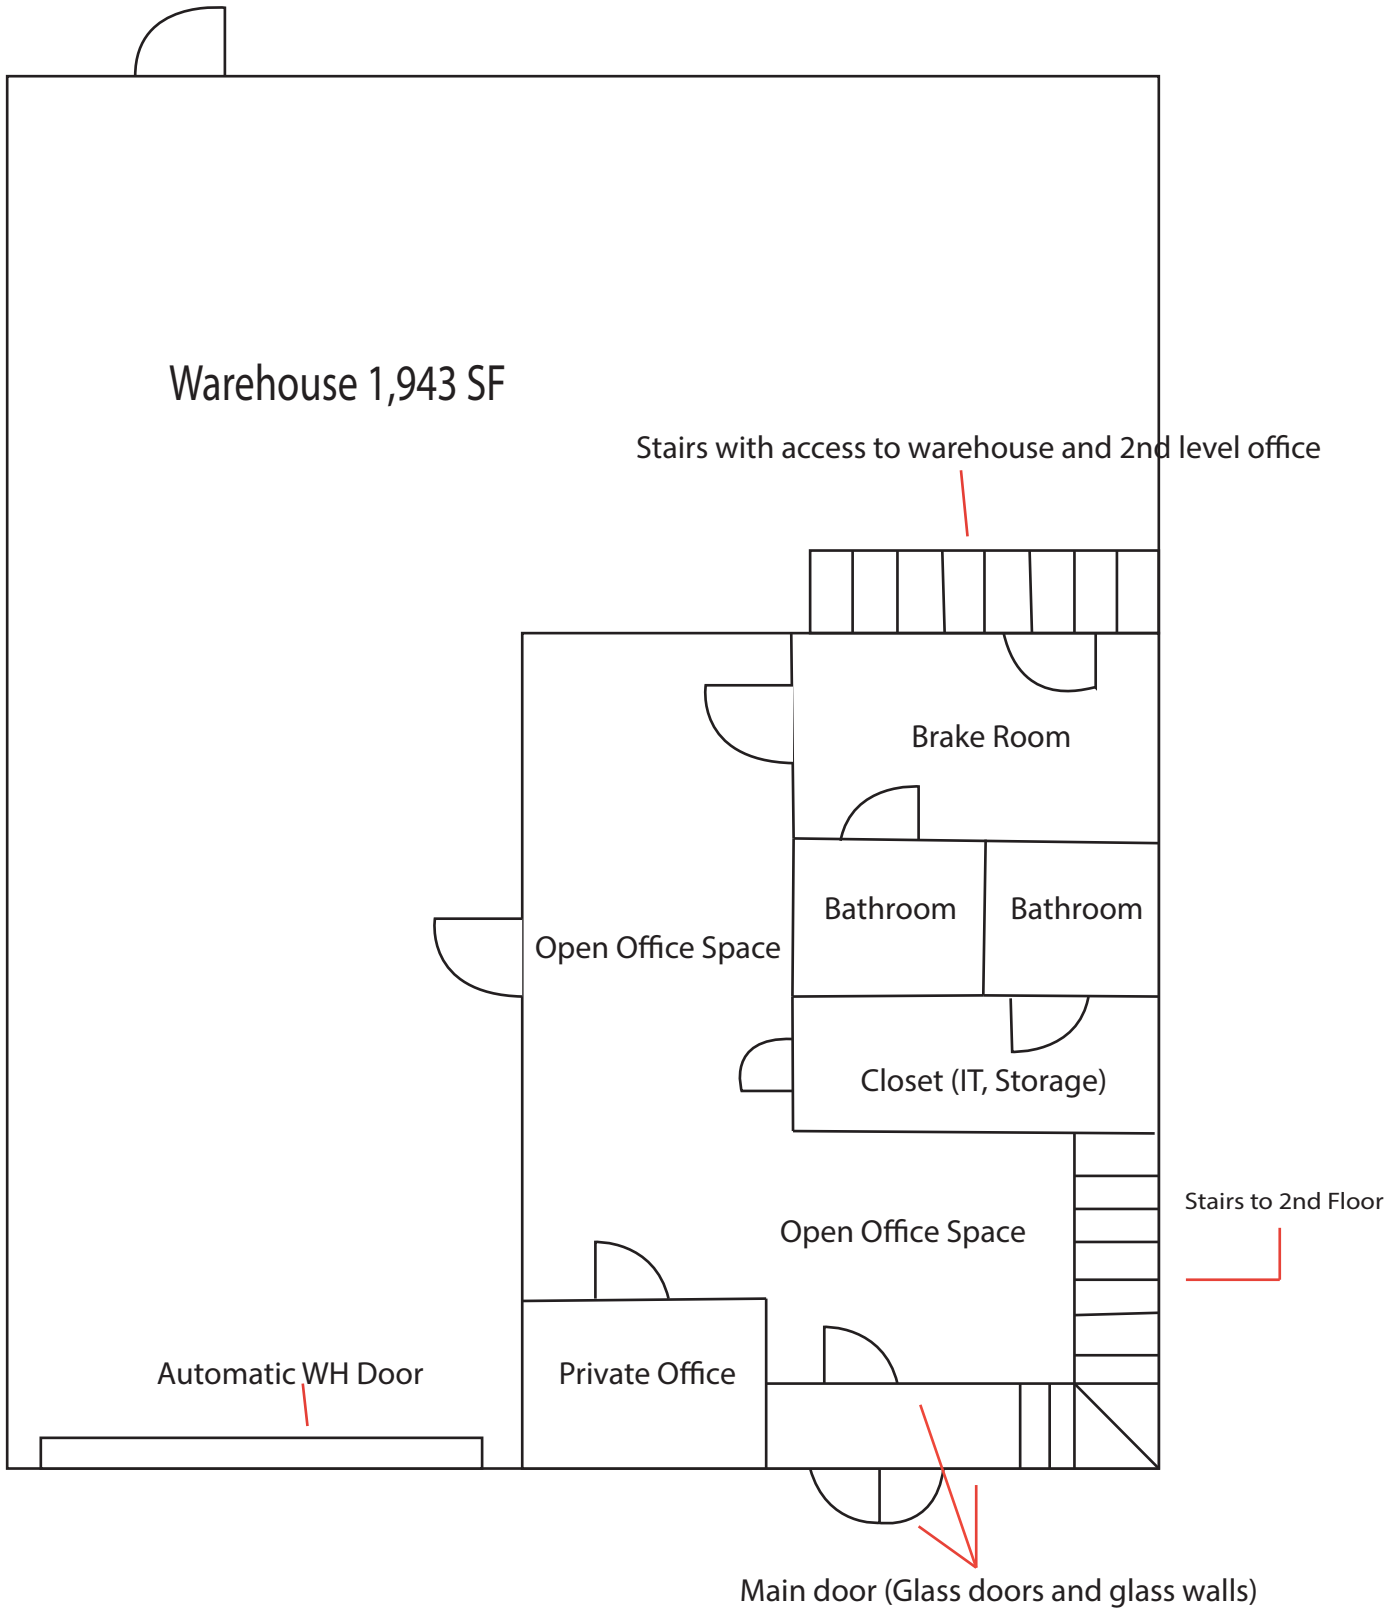 Warehouse 1,943 SF
Stairs with access to warehouse and 2nd level office
Brake Room
Bathroom
Bathroom
Open Office Space
Closet (IT, Storage)
Stairs to 2nd Floor
Open Office Space
Automatic WH Door
Private Office
Main door (Glass doors and glass walls)